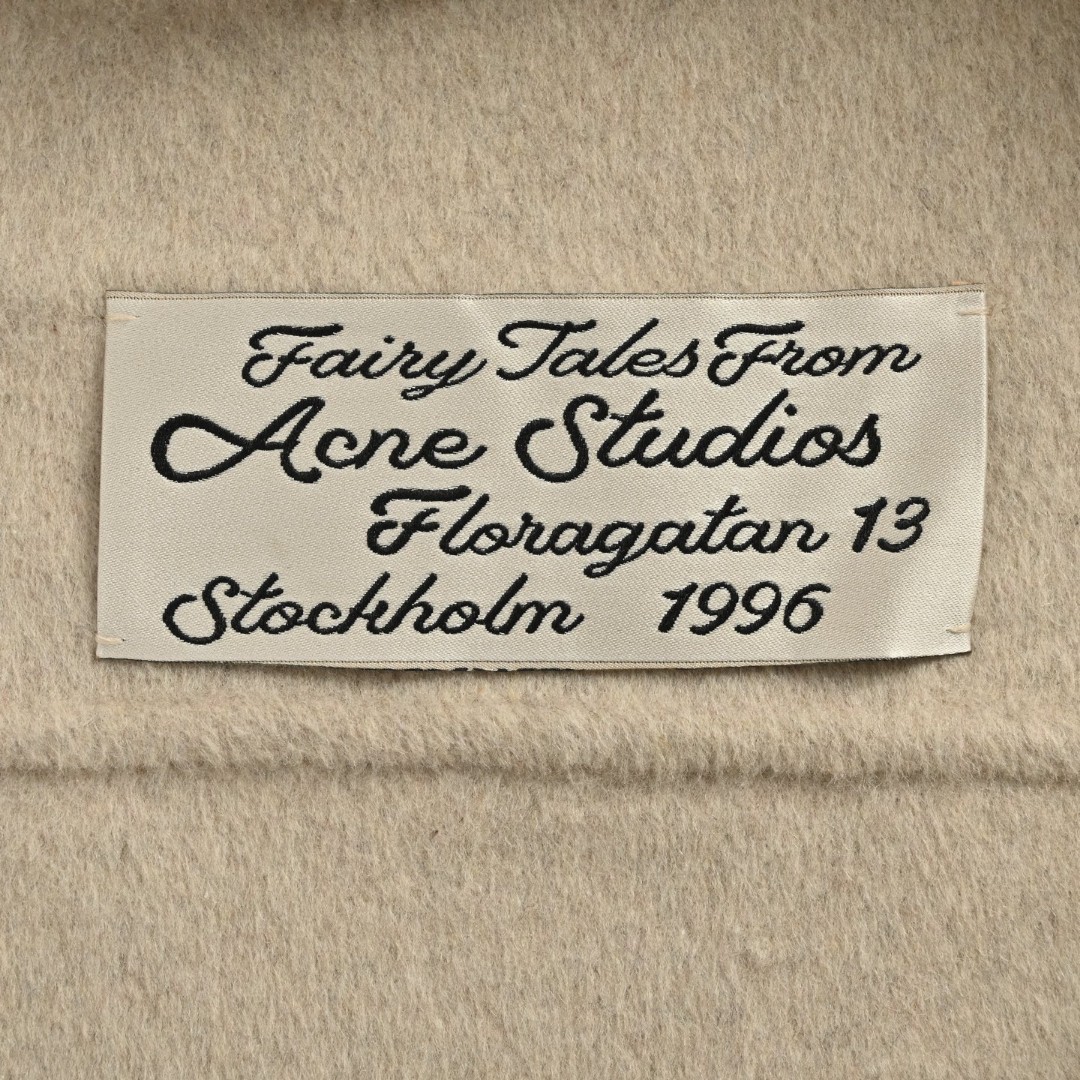 Fairy Tales From
Acne Studios
Floragatan 13
Stockholm 1996